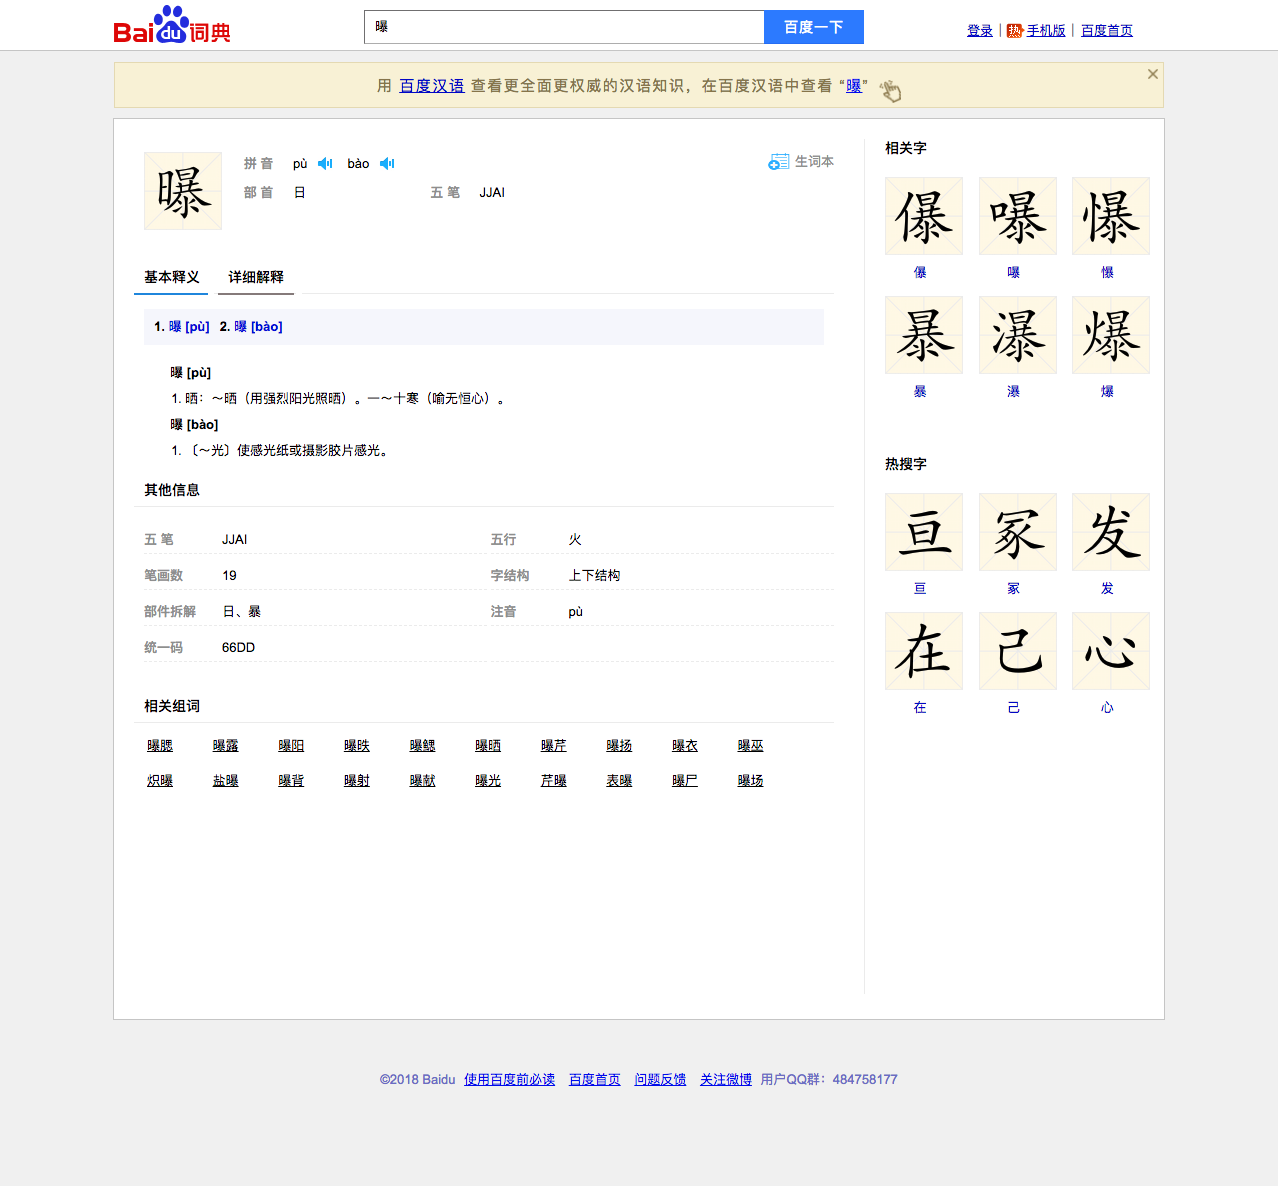 Bai du 词典
曝
百度一下
登录 | 热 手机版 | 百度首页
用 百度汉语 查看更全面更权威的汉语知识，在百度汉语中查看 “曝”
曝
拼 音 pù bào
生词本
部 首 日 五 笔 JJAI
基本释义 详细解释
1. 曝 [pù] 2. 曝 [bào]
曝 [pù]
1. 晒：～晒（用强烈阳光照晒）。一～十寒（喻无恒心）。
曝 [bào]
1. 〔～光〕使感光纸或摄影胶片感光。
其他信息
五 笔 JJAI 五行 火
笔画数 19 字结构 上下结构
部件拆解 日、暴 注音 pù
统一码 66DD
相关组词
曝腮 曝露 曝阳 曝昳 曝鳃 曝晒 曝芹 曝扬 曝衣 曝巫
炽曝 盐曝 曝背 曝射 曝献 曝光 芹曝 表曝 曝尸 曝场
相关字
儤 嚗 懪
儤 嚗 懪
暴 瀑 爆
暴 瀑 爆
热搜字
亘 冢 发
亘 冢 发
在 己 心
在 己 心
©2018 Baidu 使用百度前必读 百度首页 问题反馈 关注微博 用户QQ群：484758177